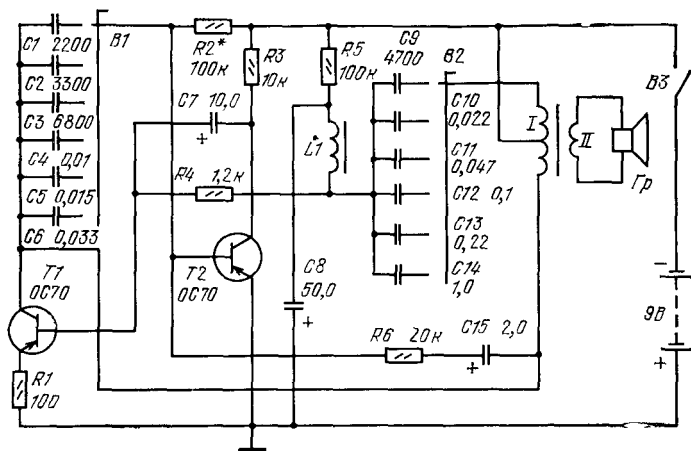 C1 2200
B1
C2 3300
C3 6800
C4 0,01
C5 0,015
C6 0,033
R2*
100к
R3
10к
R5
100к
C9
4700
B2
C10
0,022
C11
0,047
C12 0,1
C13
0,22
C14
1,0
I
II
Гр
B3
C7 10,0
+
R4 1,2к
L1
T1
OC70
T2
OC70
C8
50,0
+
R6 20к
C15 2,0
+
R1
100
-
9В
+